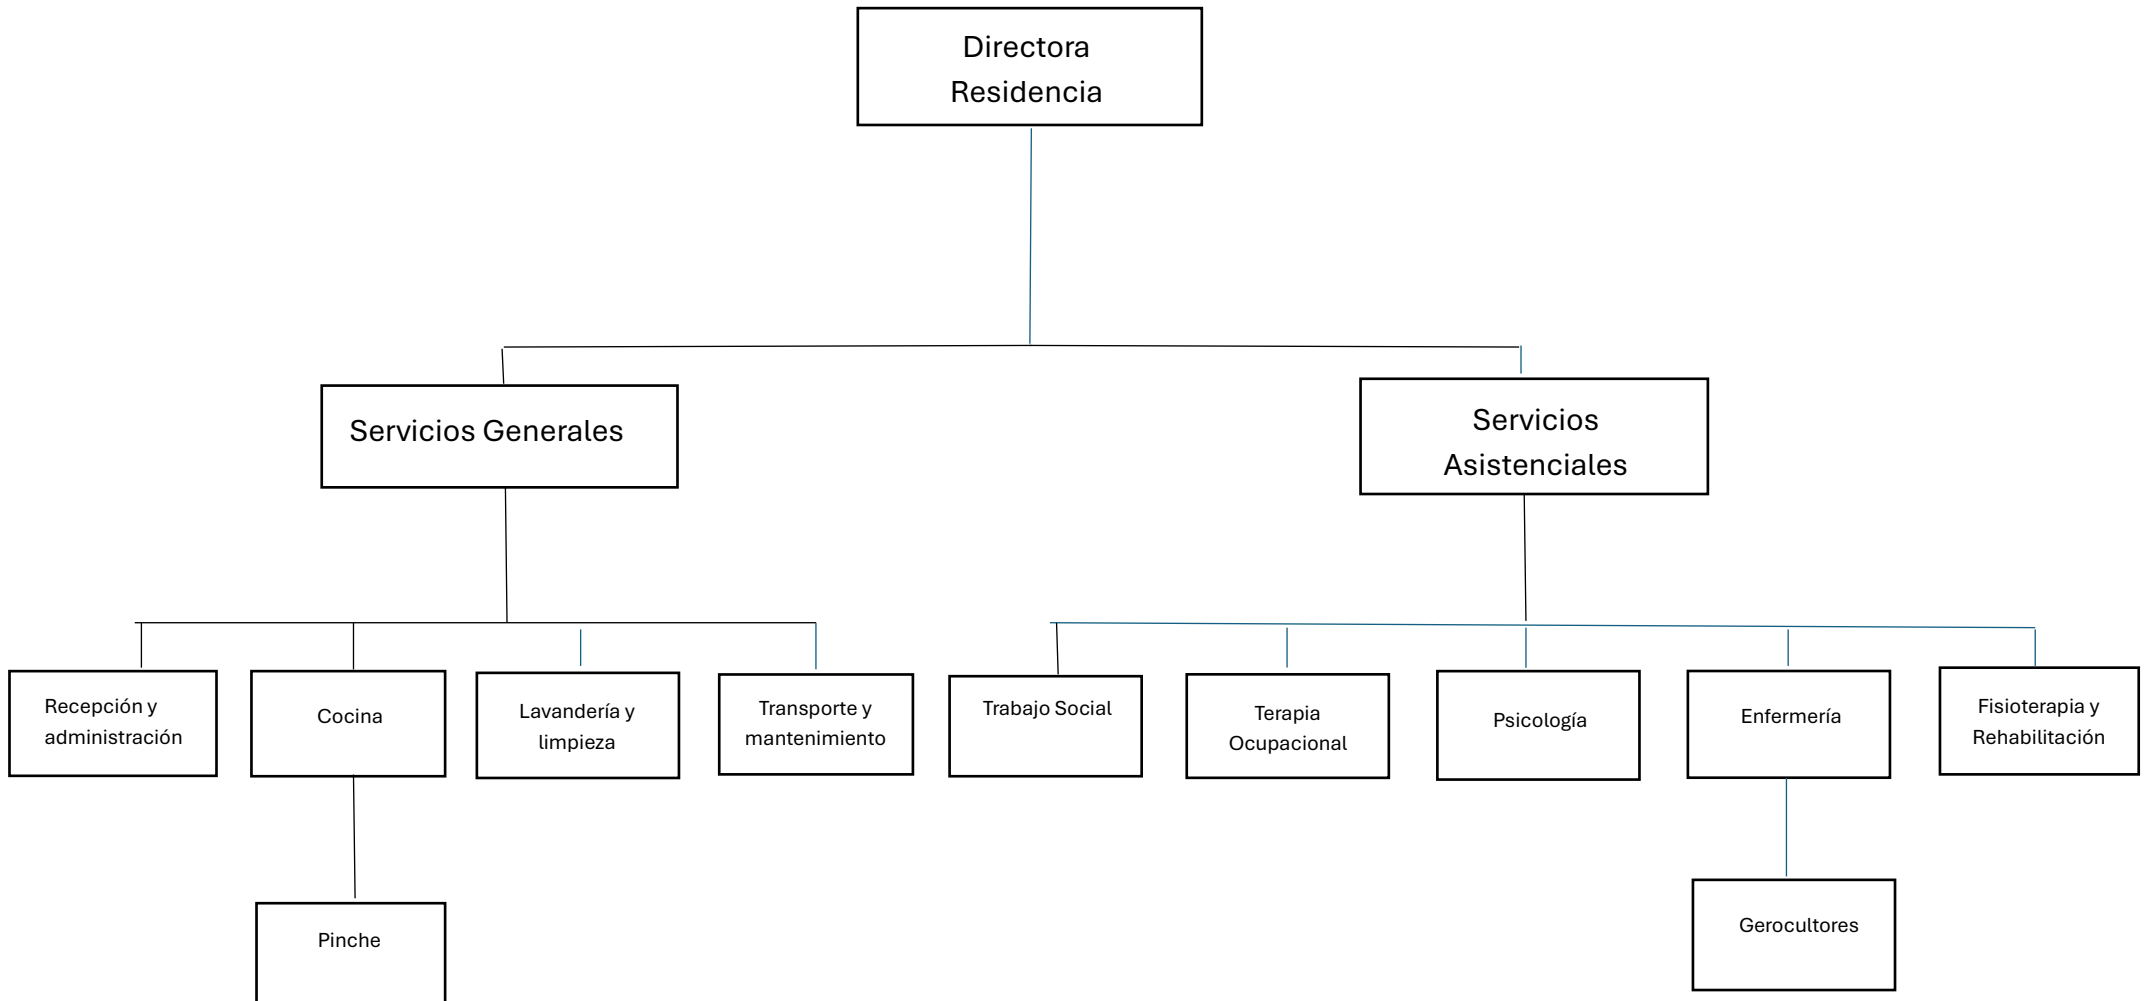 Directora
Residencia
Servicios Generales
Servicios
Asistenciales
Recepción y
administración
Cocina
Lavandería y
limpieza
Transporte y
mantenimiento
Trabajo Social
Terapia
Ocupacional
Psicología
Enfermería
Fisioterapia y
Rehabilitación
Pinche
Gerocultores